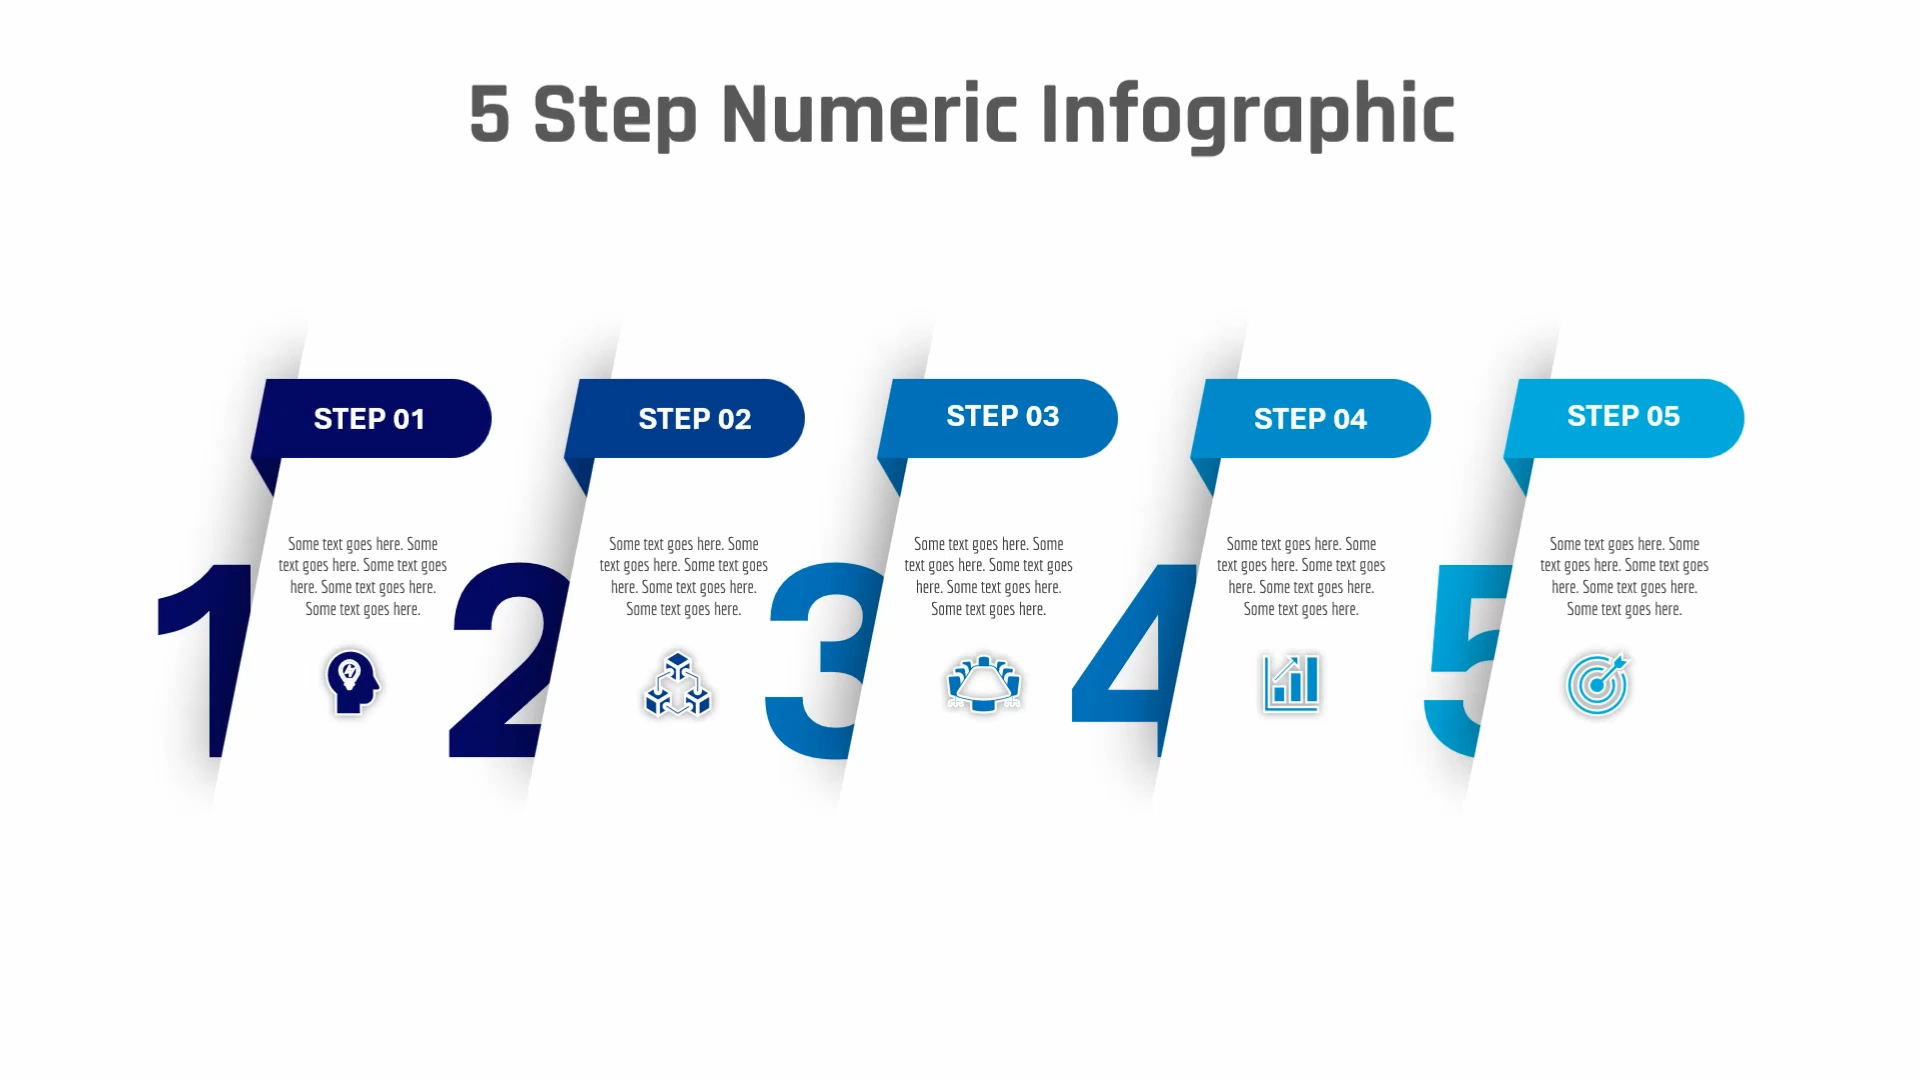 5 Step Numeric Infographic
STEP 01
Some text goes here. Some
text goes here. Some text goes
here. Some text goes here.
Some text goes here.
1
STEP 02
Some text goes here. Some
text goes here. Some text goes
here. Some text goes here.
Some text goes here.
2
STEP 03
Some text goes here. Some
text goes here. Some text goes
here. Some text goes here.
Some text goes here.
3
STEP 04
Some text goes here. Some
text goes here. Some text goes
here. Some text goes here.
Some text goes here.
4
STEP 05
Some text goes here. Some
text goes here. Some text goes
here. Some text goes here.
Some text goes here.
5